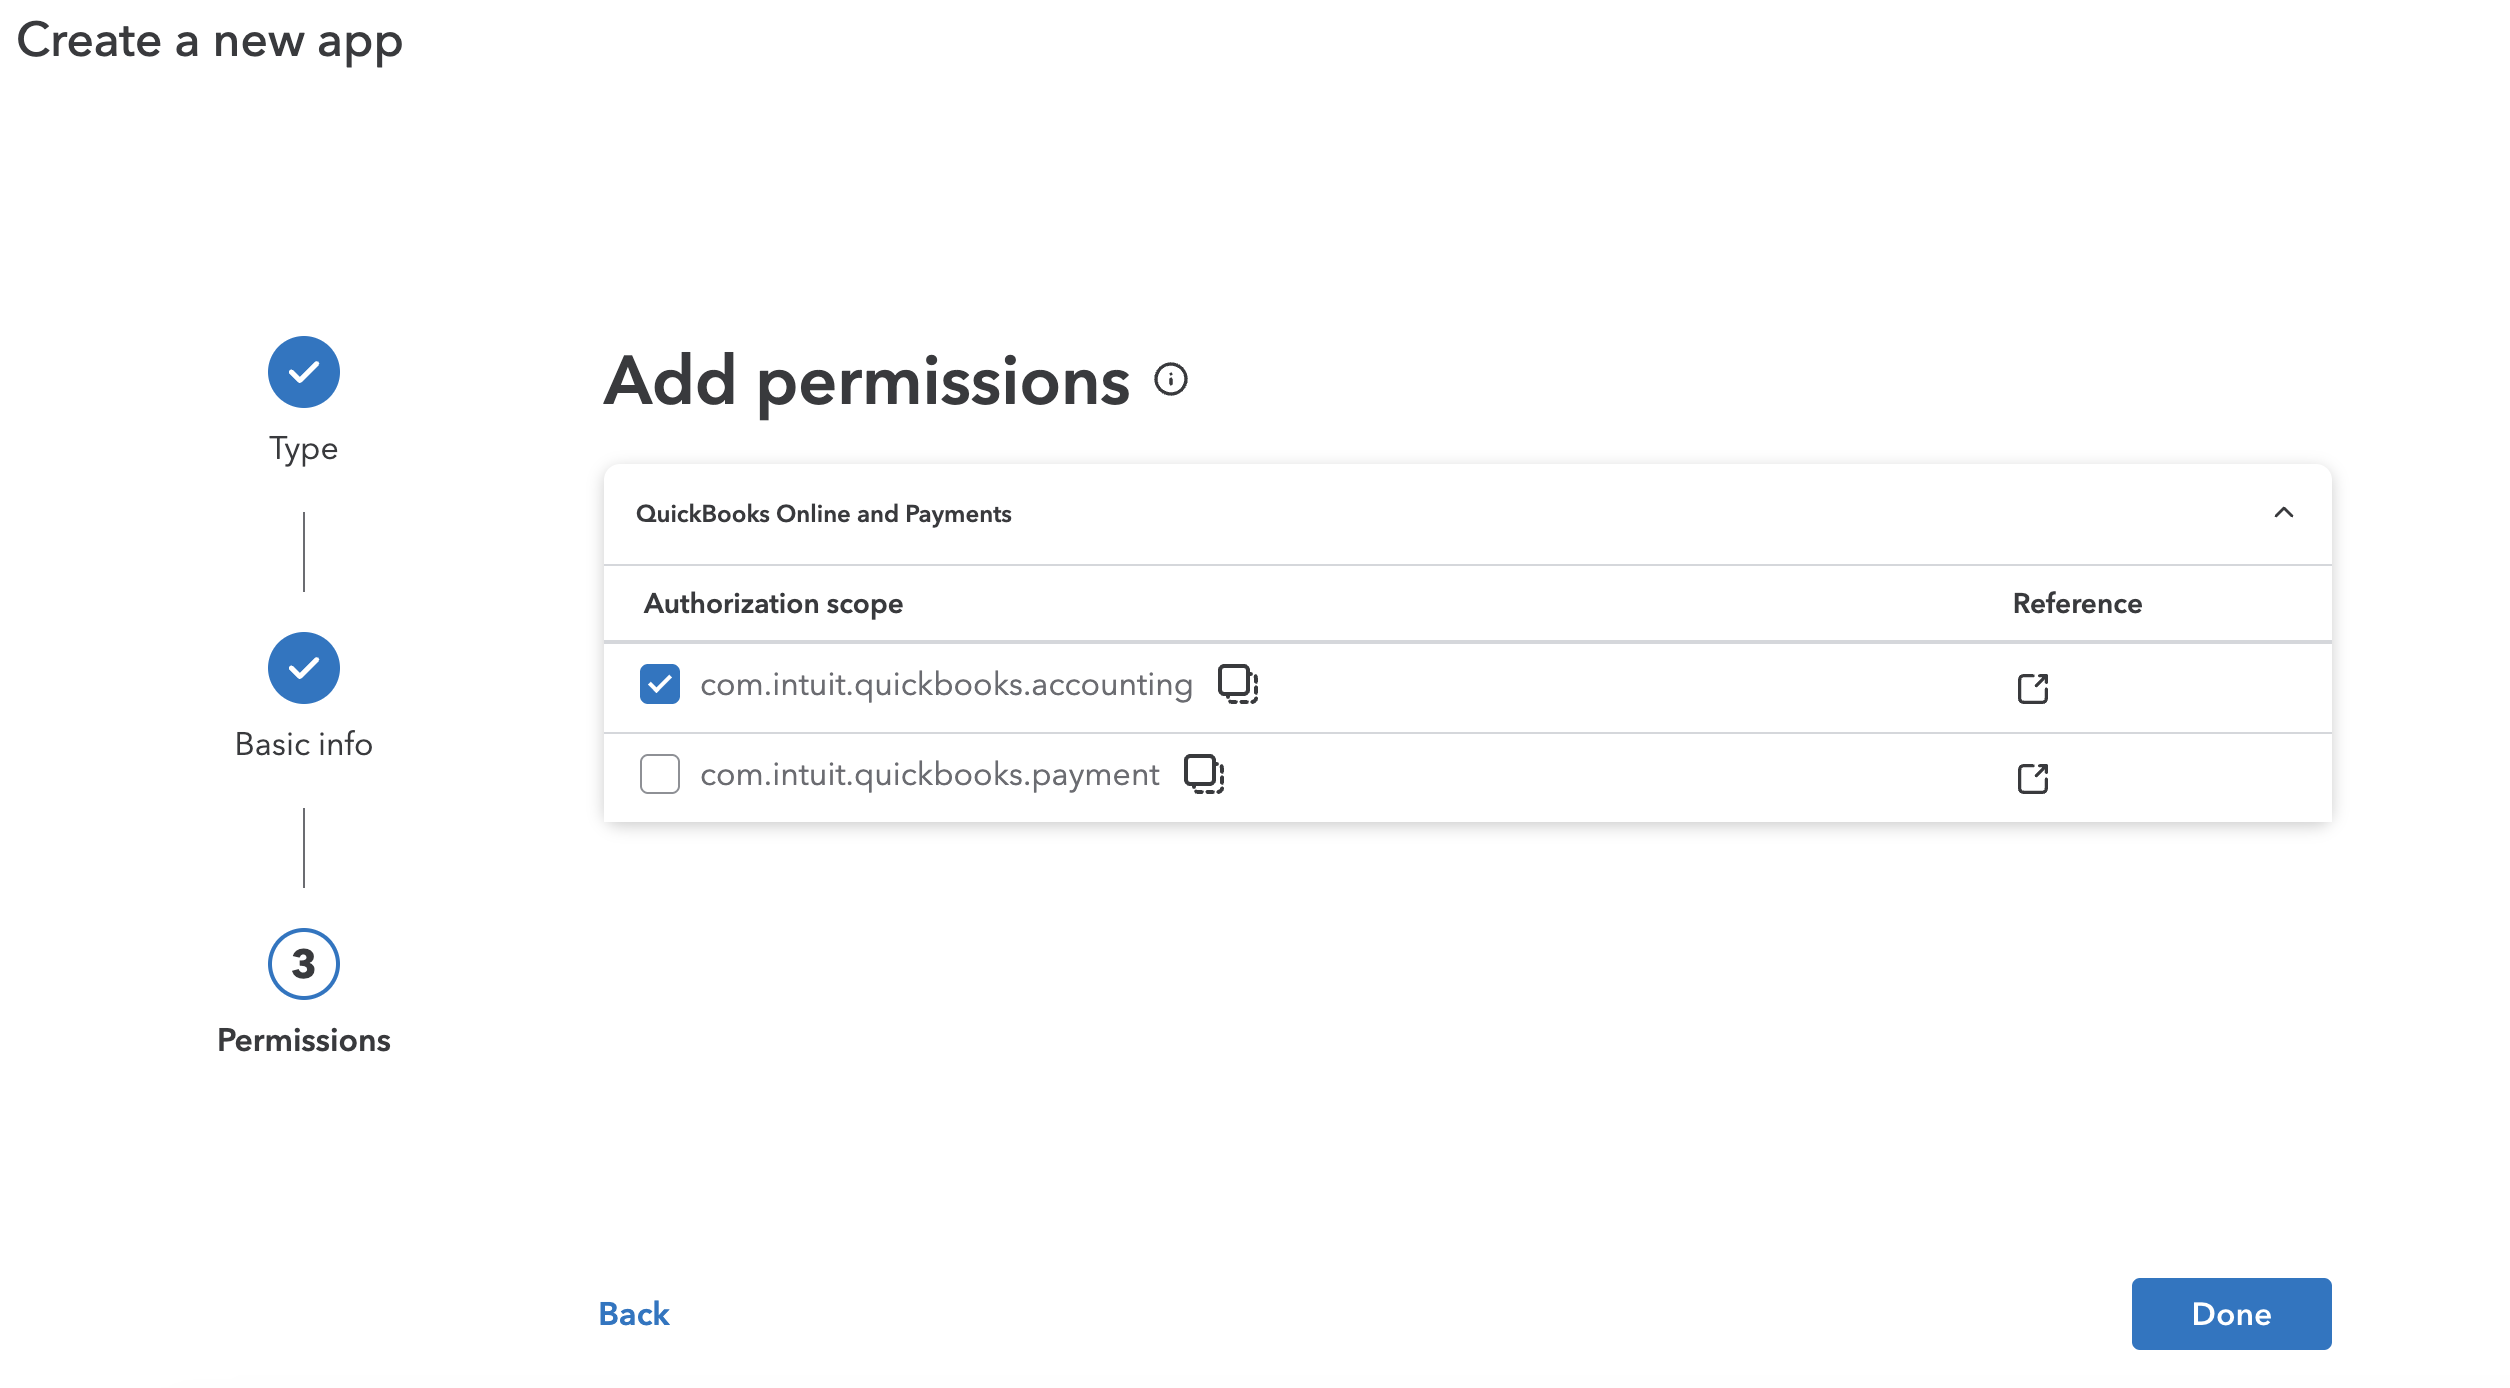 Create a new app
Type
Basic info
3
Permissions
Add permissions
QuickBooks Online and Payments
Authorization scope Reference
com.intuit.quickbooks.accounting
com.intuit.quickbooks.payment
Back
Done